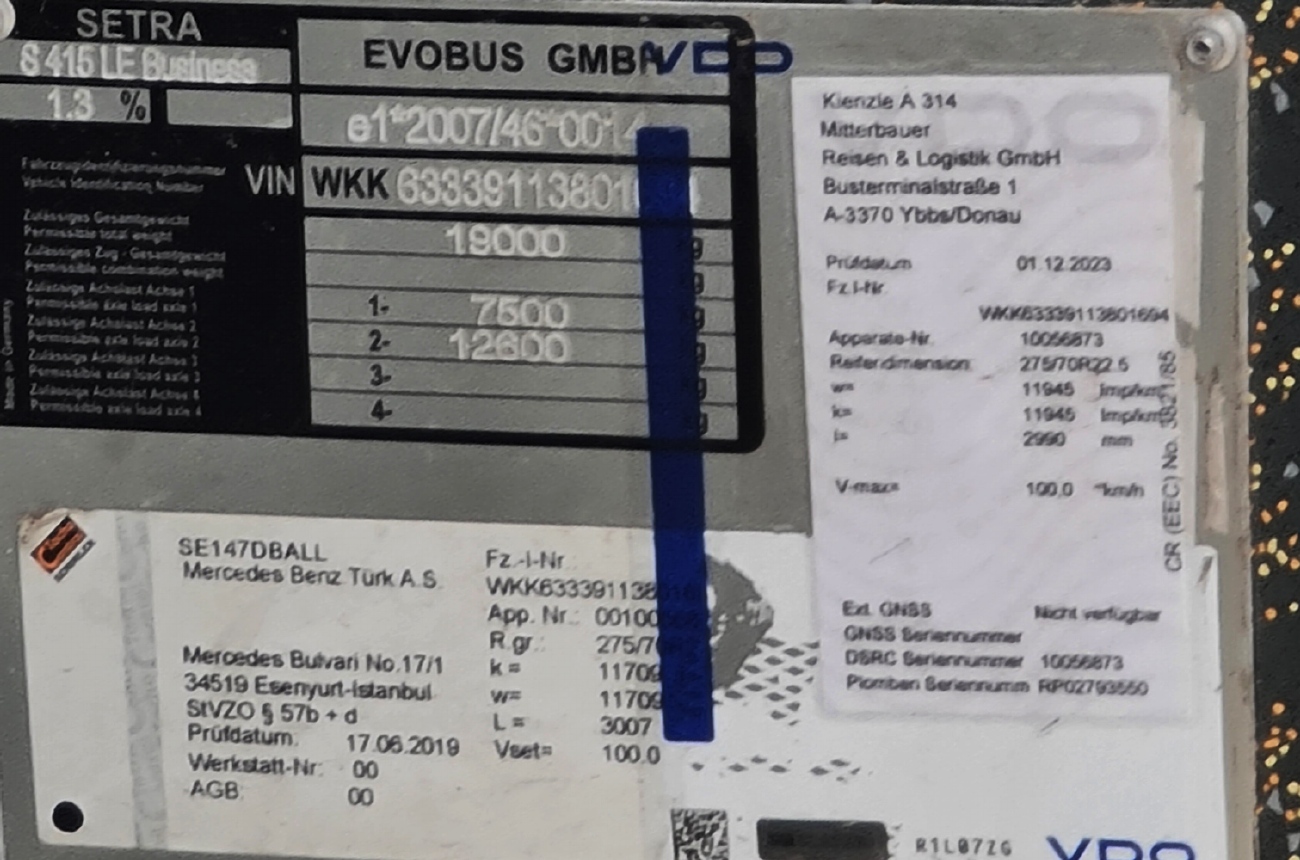 SETRA
S 415 LE Business
1.3 %
EVOBUS GMBH
VDO
e1*2007/46*0014
Fahrzeugidentifizierungsnummer
Vehicle Identification Number
VIN WKK 63339113801
Zulässiges Gesamtgewicht
Permissible total weight
19000
Zulässiges Zug - Gesamtgewicht
Permissible combination weight
Zulässige Achslast Achse 1
Permissible axle load axle 1
1- 7500
Zulässige Achslast Achse 2
Permissible axle load axle 2
2- 12600
Zulässige Achslast Achse 3
Permissible axle load axle 3
3-
Zulässige Achslast Achse 4
Permissible axle load axle 4
4-
Made in Germany
Kienzle A 314
Mitterbauer
Reisen & Logistik GmbH
Busterminalstraße 1
A-3370 Ybbs/Donau
Prüfdatum 01.12.2023
Fz.I-Nr.
WKK63339113801694
Apparate-Nr. 10056873
Reifendimension 275/70R22.5
w= 11945 Imp/km
k= 11945 Imp/km
l= 2990 mm
V-max= 100,0 km/h
CR (EEC) No. 3821/85
Ext. GNSS Nicht verfügbar
GNSS Seriennummer
DSRC Seriennummer 10056873
Plomben Seriennumm RP02793550
SE147DBALL
Mercedes Benz Türk A.S.
Mercedes Bulvari No.17/1
34519 Esenyurt-Istanbul
StVZO § 57b + d
Prüfdatum. 17.06.2019
Werkstatt-Nr: 00
AGB 00
Fz.-I-Nr
WKK633391138
App. Nr.: 00100
R.gr.: 275/7
k = 11709
w= 11709
L = 3007
Vset= 100.0
R1L07ZG
VDO